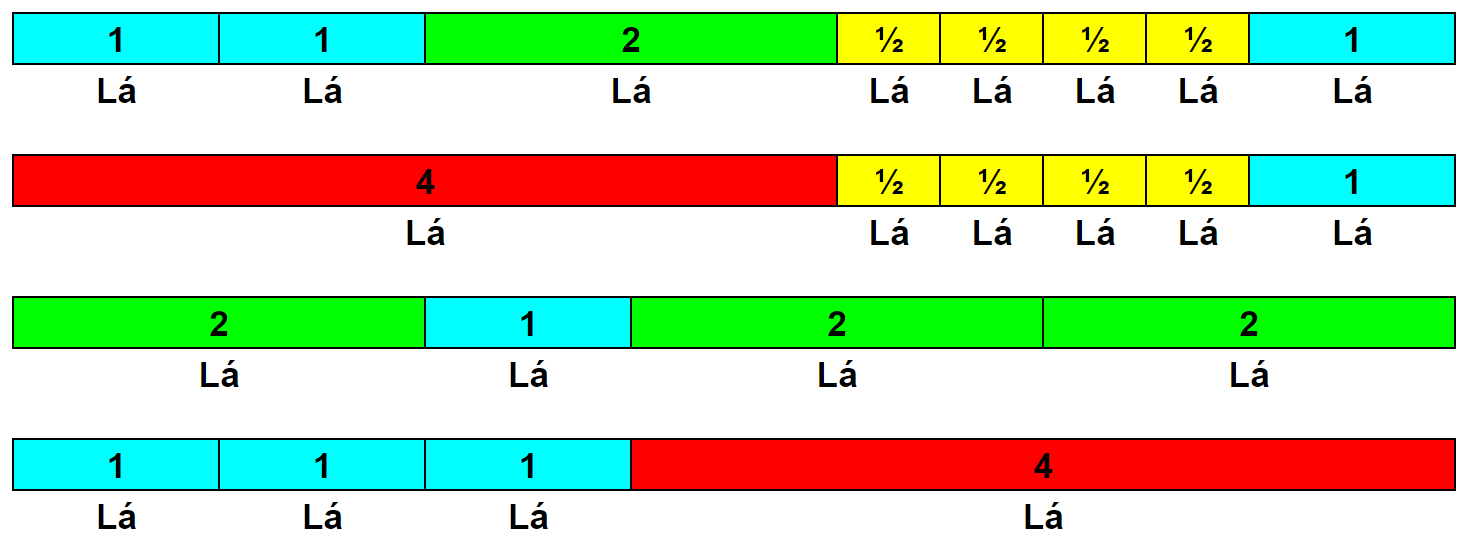 1 1 2 ½ ½ ½ ½ 1
Lá Lá Lá Lá Lá Lá Lá Lá
4 ½ ½ ½ ½ 1
Lá Lá Lá Lá Lá Lá
2 1 2 2
Lá Lá Lá Lá
1 1 1 4
Lá Lá Lá Lá